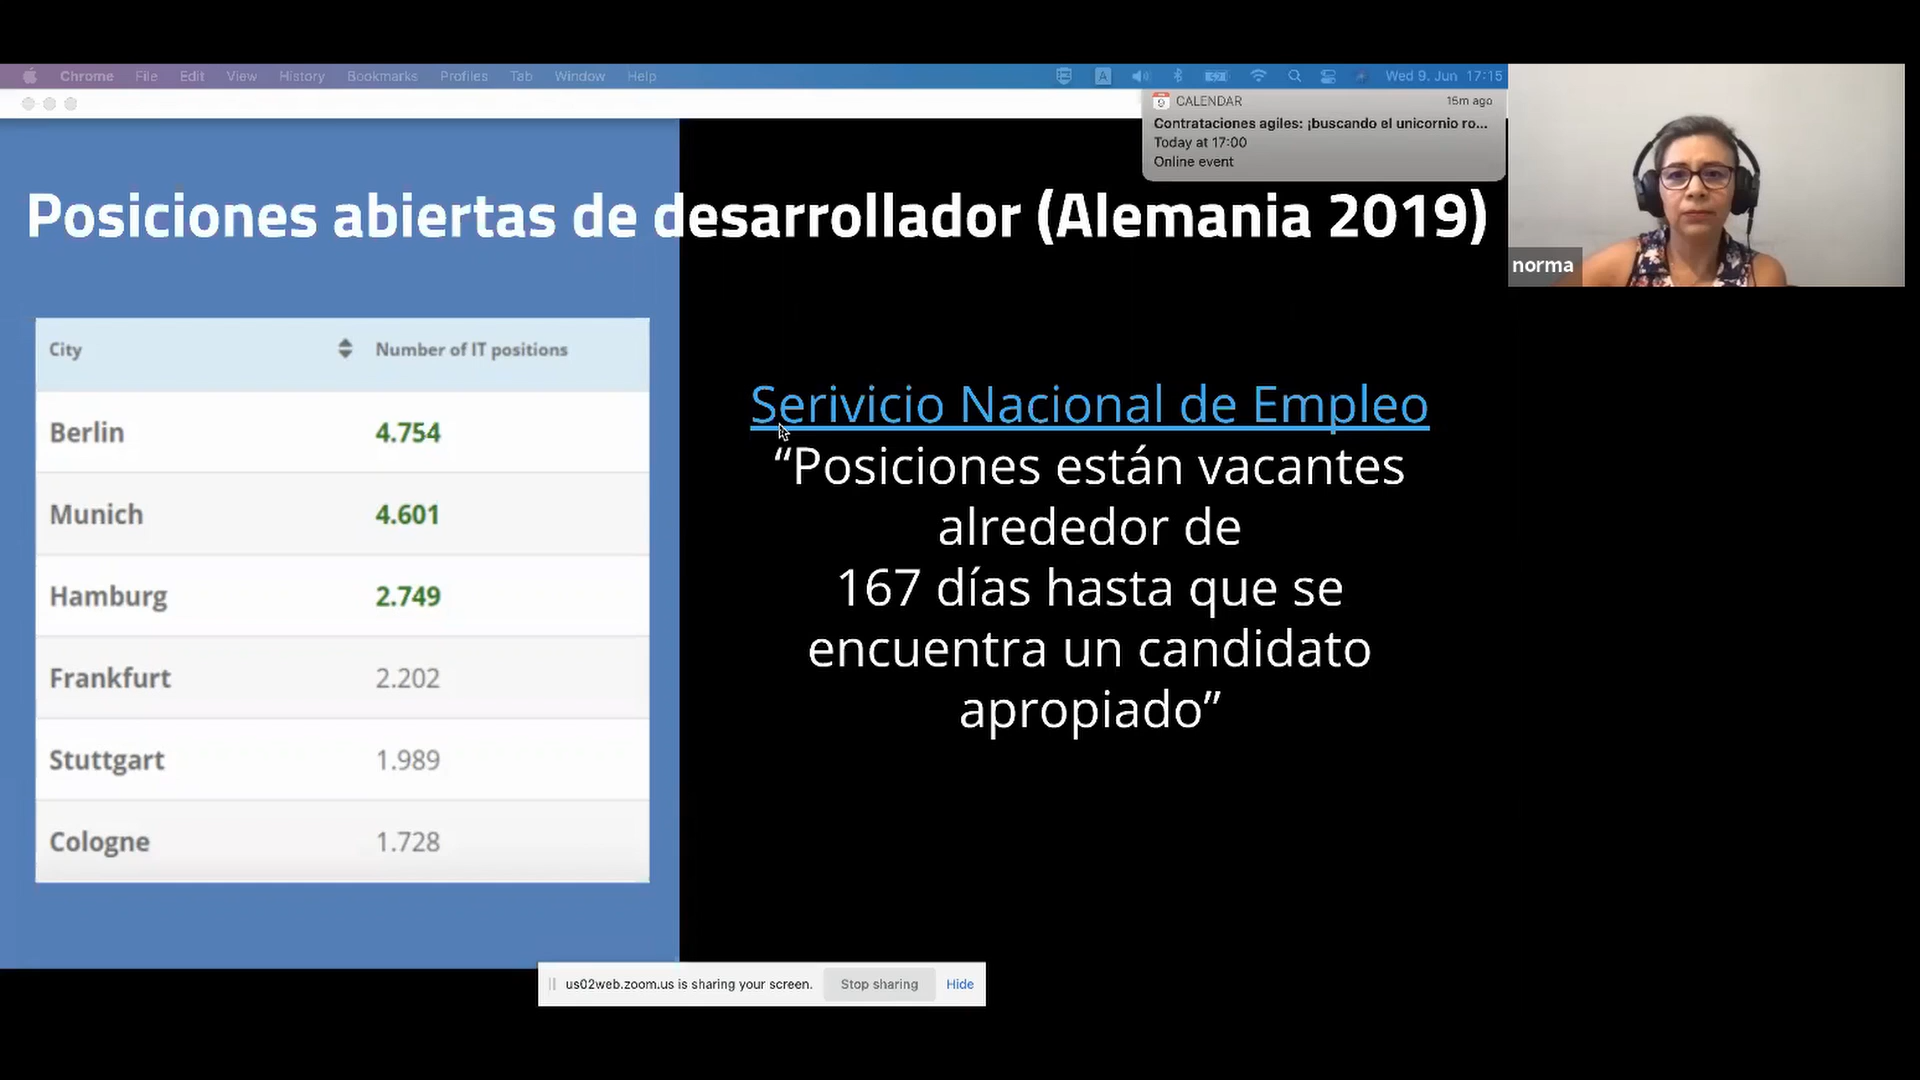 Chrome File Edit View History Bookmarks Profiles Tab Window Help A Wed 9. Jun 17:15
9 CALENDAR 15m ago
Contrataciones agiles: ¡buscando el unicornio ro...
Today at 17:00
Online event
norma
Posiciones abiertas de desarrollador (Alemania 2019)
City Number of IT positions
Berlin 4.754
Munich 4.601
Hamburg 2.749
Frankfurt 2.202
Stuttgart 1.989
Cologne 1.728
Serivicio Nacional de Empleo
“Posiciones están vacantes
alrededor de
167 días hasta que se
encuentra un candidato
apropiado”
us02web.zoom.us is sharing your screen. Stop sharing Hide